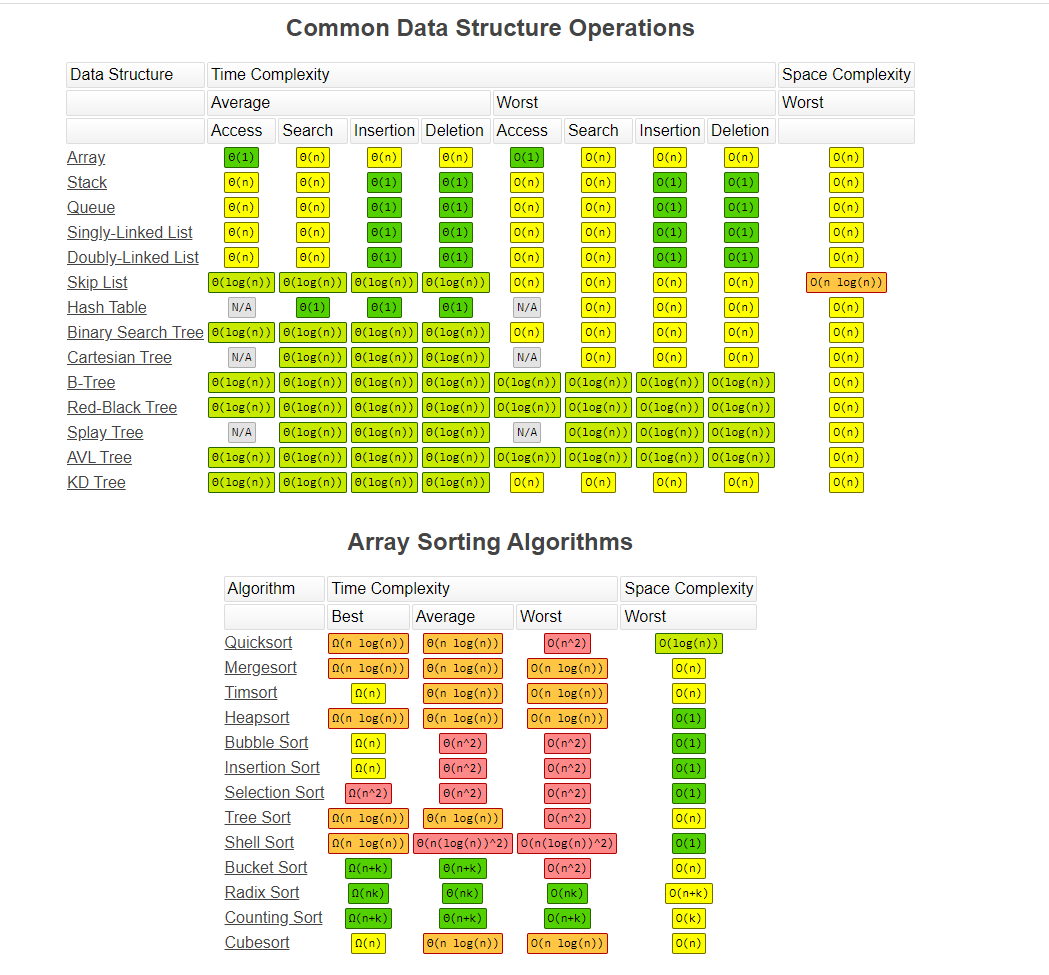 Common Data Structure Operations
Data Structure Time Complexity Space Complexity
Average Worst Worst
Access Search Insertion Deletion Access Search Insertion Deletion
Array Θ(1) Θ(n) Θ(n) Θ(n) O(1) O(n) O(n) O(n) O(n)
Stack Θ(n) Θ(n) Θ(1) Θ(1) O(n) O(n) O(1) O(1) O(n)
Queue Θ(n) Θ(n) Θ(1) Θ(1) O(n) O(n) O(1) O(1) O(n)
Singly-Linked List Θ(n) Θ(n) Θ(1) Θ(1) O(n) O(n) O(1) O(1) O(n)
Doubly-Linked List Θ(n) Θ(n) Θ(1) Θ(1) O(n) O(n) O(1) O(1) O(n)
Skip List Θ(log(n)) Θ(log(n)) Θ(log(n)) Θ(log(n)) O(n) O(n) O(n) O(n) O(n log(n))
Hash Table N/A Θ(1) Θ(1) Θ(1) N/A O(n) O(n) O(n) O(n)
Binary Search Tree Θ(log(n)) Θ(log(n)) Θ(log(n)) Θ(log(n)) O(n) O(n) O(n) O(n) O(n)
Cartesian Tree N/A Θ(log(n)) Θ(log(n)) Θ(log(n)) N/A O(n) O(n) O(n) O(n)
B-Tree Θ(log(n)) Θ(log(n)) Θ(log(n)) Θ(log(n)) O(log(n)) O(log(n)) O(log(n)) O(log(n)) O(n)
Red-Black Tree Θ(log(n)) Θ(log(n)) Θ(log(n)) Θ(log(n)) O(log(n)) O(log(n)) O(log(n)) O(log(n)) O(n)
Splay Tree N/A Θ(log(n)) Θ(log(n)) Θ(log(n)) N/A O(log(n)) O(log(n)) O(log(n)) O(n)
AVL Tree Θ(log(n)) Θ(log(n)) Θ(log(n)) Θ(log(n)) O(log(n)) O(log(n)) O(log(n)) O(log(n)) O(n)
KD Tree Θ(log(n)) Θ(log(n)) Θ(log(n)) Θ(log(n)) O(n) O(n) O(n) O(n) O(n)
Array Sorting Algorithms
Algorithm Time Complexity Space Complexity
Best Average Worst Worst
Quicksort Ω(n log(n)) Θ(n log(n)) O(n^2) O(log(n))
Mergesort Ω(n log(n)) Θ(n log(n)) O(n log(n)) O(n)
Timsort Ω(n) Θ(n log(n)) O(n log(n)) O(n)
Heapsort Ω(n log(n)) Θ(n log(n)) O(n log(n)) O(1)
Bubble Sort Ω(n) Θ(n^2) O(n^2) O(1)
Insertion Sort Ω(n) Θ(n^2) O(n^2) O(1)
Selection Sort Ω(n^2) Θ(n^2) O(n^2) O(1)
Tree Sort Ω(n log(n)) Θ(n log(n)) O(n^2) O(n)
Shell Sort Ω(n log(n)) Θ(n(log(n))^2) O(n(log(n))^2) O(1)
Bucket Sort Ω(n+k) Θ(n+k) O(n^2) O(n)
Radix Sort Ω(nk) Θ(nk) O(nk) O(n+k)
Counting Sort Ω(n+k) Θ(n+k) O(n+k) O(k)
Cubesort Ω(n) Θ(n log(n)) O(n log(n)) O(n)